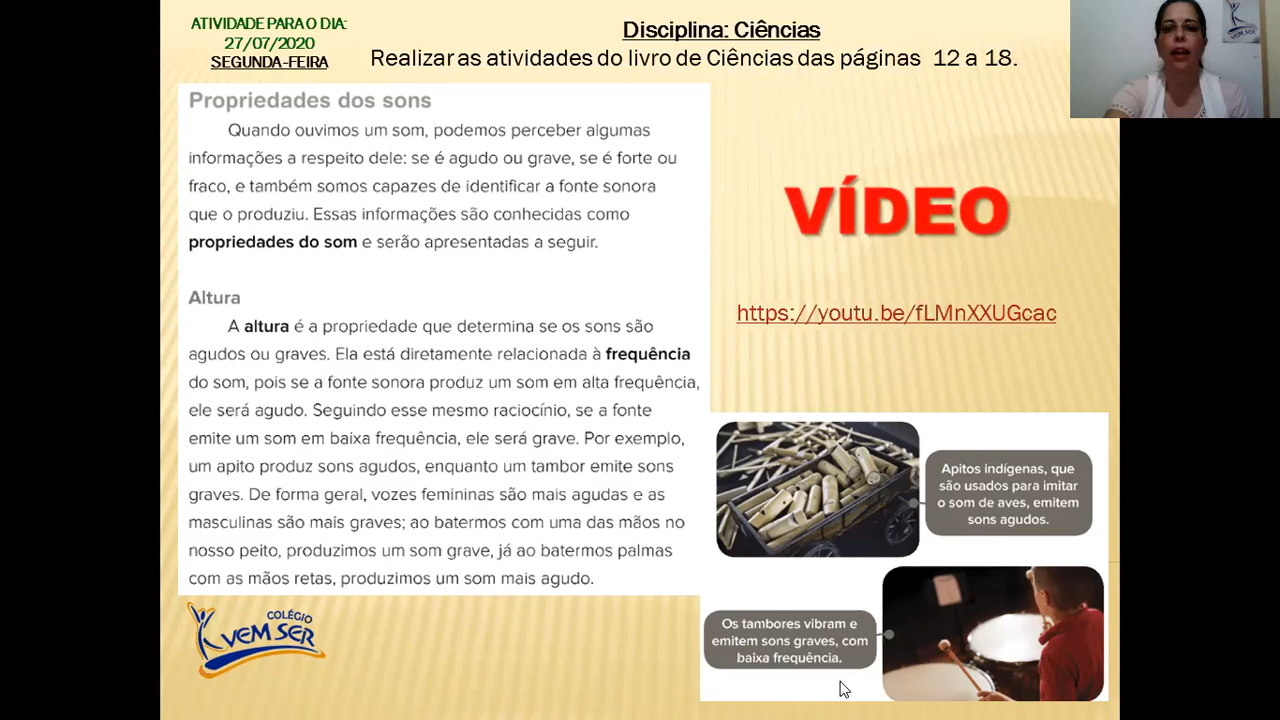 ATIVIDADE PARA O DIA:
27/07/2020
SEGUNDA-FEIRA
Disciplina: Ciências
Realizar as atividades do livro de Ciências das páginas 12 a 18.
Propriedades dos sons
Quando ouvimos um som, podemos perceber algumas
informações a respeito dele: se é agudo ou grave, se é forte ou
fraco, e também somos capazes de identificar a fonte sonora
que o produziu. Essas informações são conhecidas como
propriedades do som e serão apresentadas a seguir.
Altura
A altura é a propriedade que determina se os sons são
agudos ou graves. Ela está diretamente relacionada à frequência
do som, pois se a fonte sonora produz um som em alta frequência,
ele será agudo. Seguindo esse mesmo raciocínio, se a fonte
emite um som em baixa frequência, ele será grave. Por exemplo,
um apito produz sons agudos, enquanto um tambor emite sons
graves. De forma geral, vozes femininas são mais agudas e as
masculinas são mais graves; ao batermos com uma das mãos no
nosso peito, produzimos um som grave, já ao batermos palmas
com as mãos retas, produzimos um som mais agudo.
VÍDEO
https://youtu.be/fLMnXXUGcac
Apitos indígenas, que
são usados para imitar
o som de aves, emitem
sons agudos.
Os tambores vibram e
emitem sons graves, com
baixa frequência.
COLÉGIO
VEM SER
VEM SER